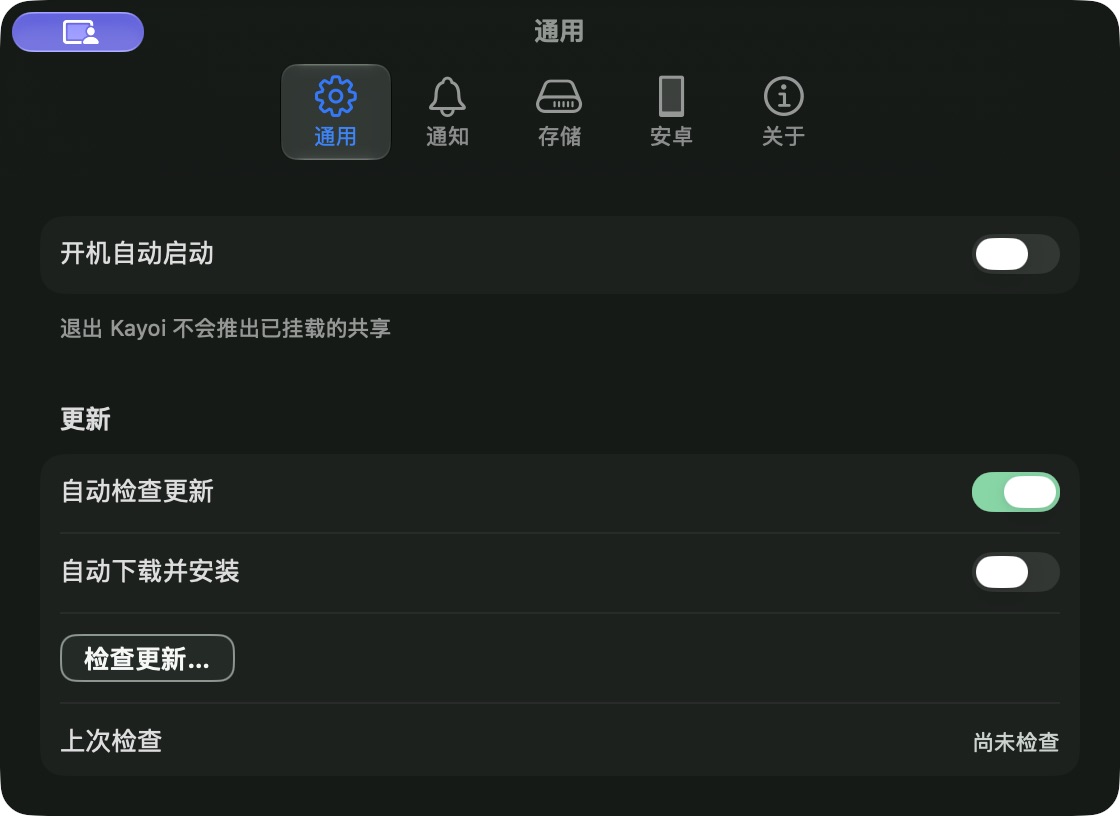 通用
通用
通知
存储
安卓
关于
开机自动启动
退出 Kayoi 不会推出已挂载的共享
更新
自动检查更新
自动下载并安装
检查更新...
上次检查
尚未检查